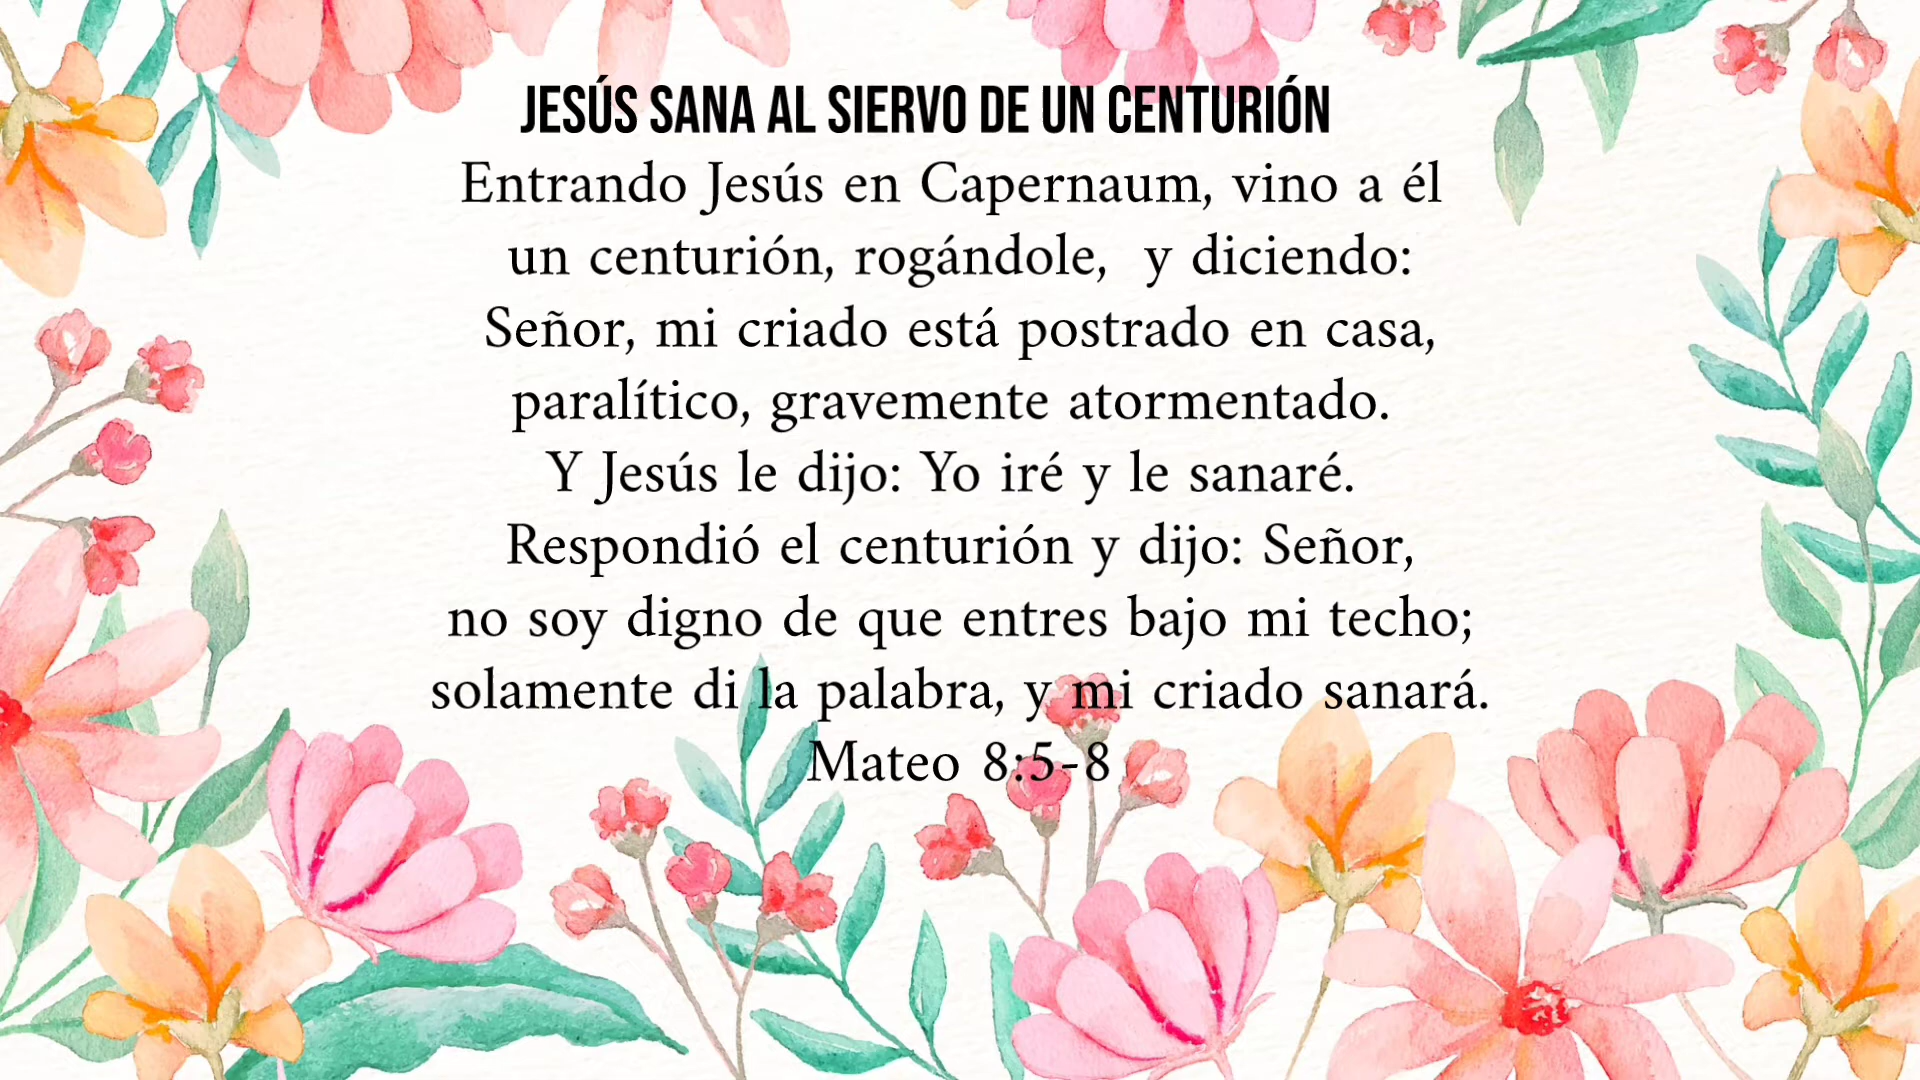 JESÚS SANA AL SIERVO DE UN CENTURIÓN
Entrando Jesús en Capernaum, vino a él
un centurión, rogándole,  y diciendo:
Señor, mi criado está postrado en casa,
paralítico, gravemente atormentado.
Y Jesús le dijo: Yo iré y le sanaré.
Respondió el centurión y dijo: Señor,
no soy digno de que entres bajo mi techo;
solamente di la palabra, y mi criado sanará.
Mateo 8:5-8